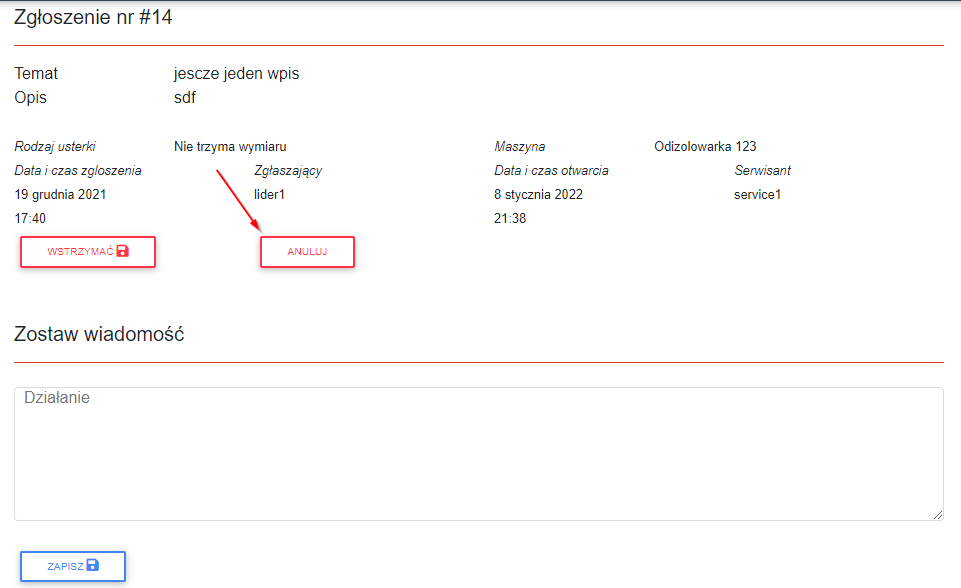 Zgłoszenie nr #14
Temat jescze jeden wpis
Opis sdf
Rodzaj usterki Nie trzyma wymiaru Maszyna Odizolowarka 123
Data i czas zgloszenia Zgłaszający Data i czas otwarcia Serwisant
19 grudnia 2021 lider1 8 stycznia 2022 service1
17:40 21:38
WSTRZYMAĆ ANULUJ
Zostaw wiadomość
Działanie
ZAPISZ